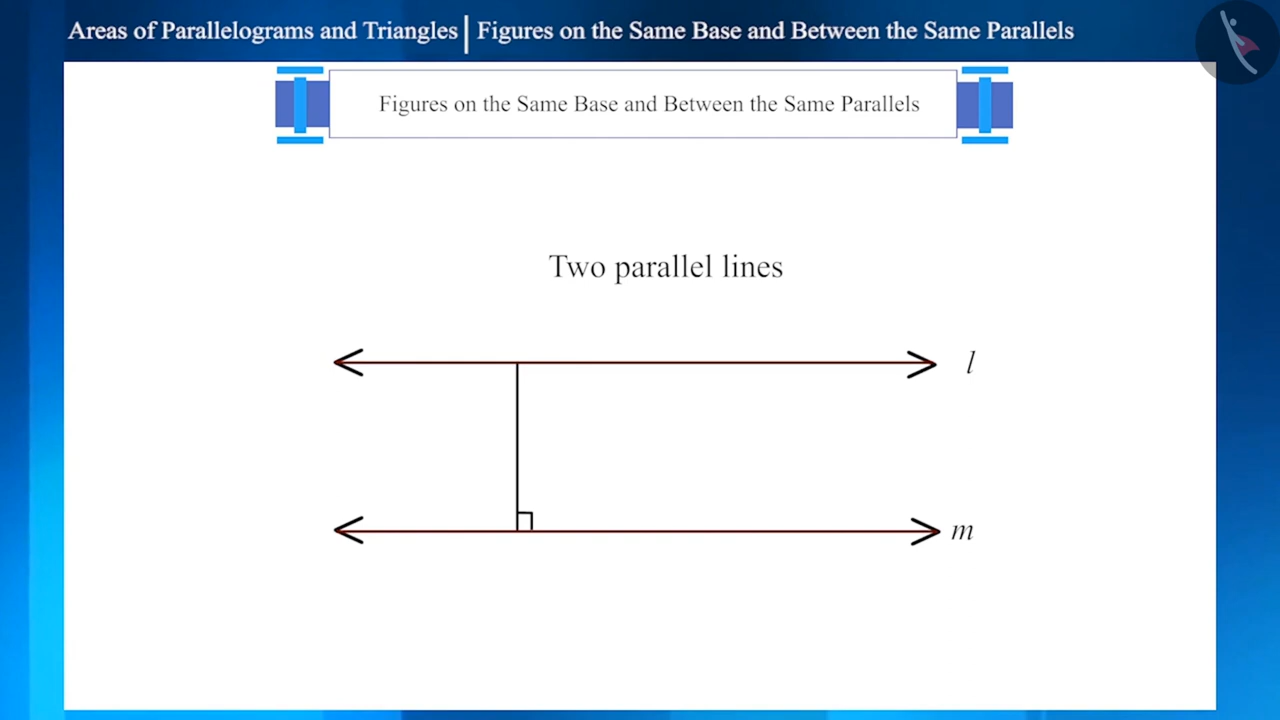 Areas of Parallelograms and Triangles | Figures on the Same Base and Between the Same Parallels
Figures on the Same Base and Between the Same Parallels
Two parallel lines
l
m